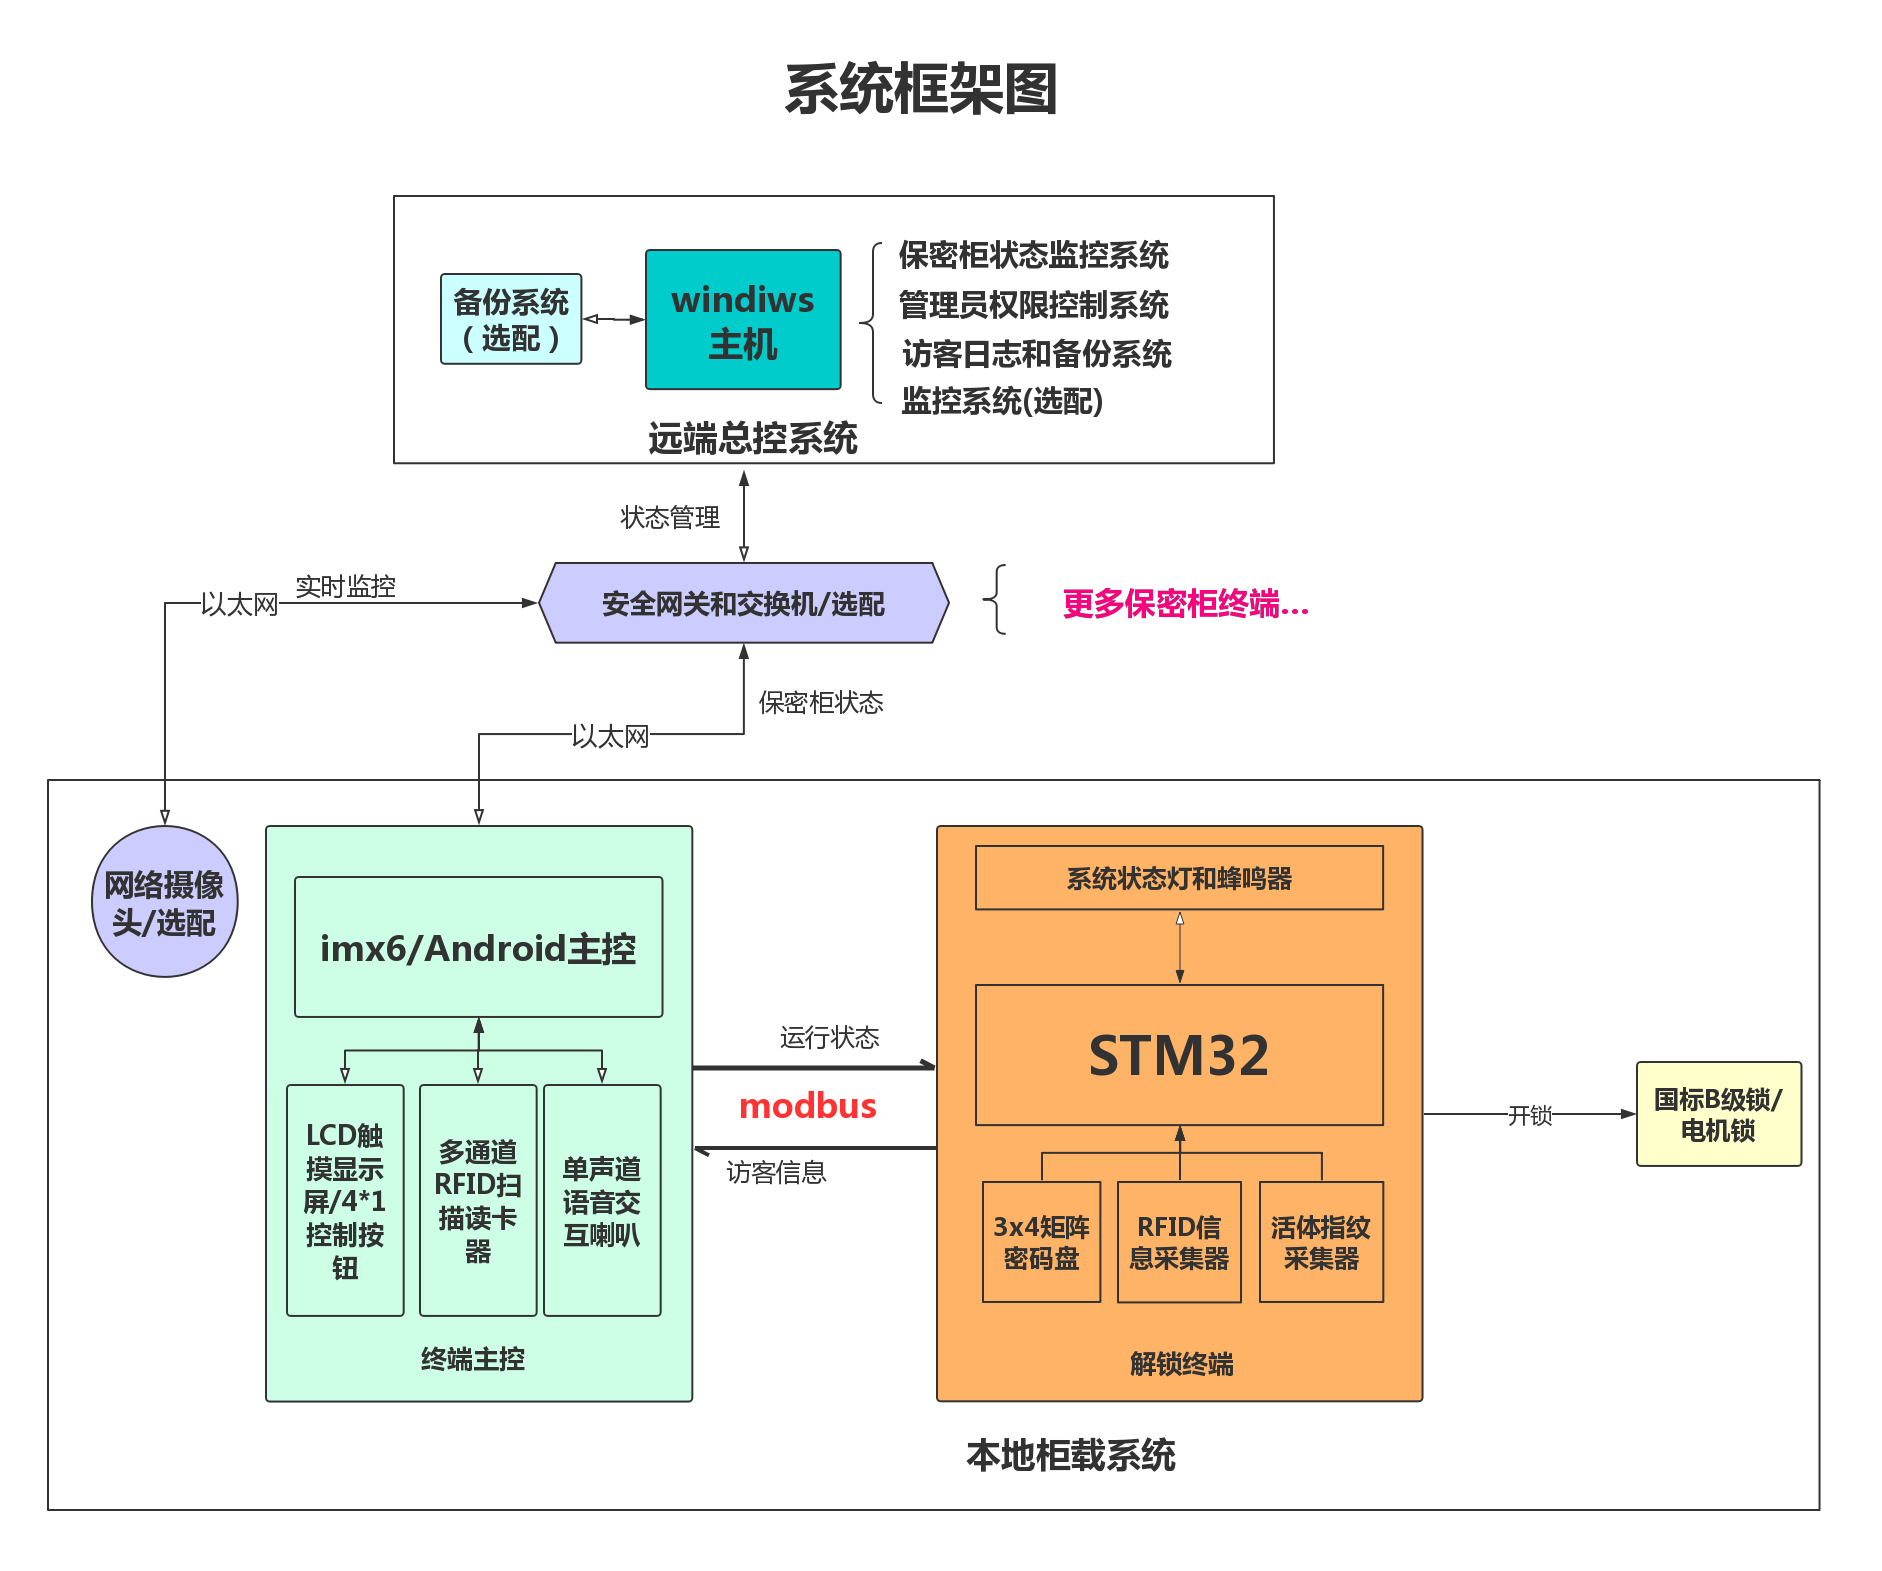 系统框架图
备份系统
（选配）
windiws
主机
保密柜状态监控系统
管理员权限控制系统
访客日志和备份系统
监控系统(选配)
远端总控系统
状态管理
以太网
实时监控
安全网关和交换机/选配
更多保密柜终端...
保密柜状态
以太网
网络摄像
头/选配
imx6/Android主控
LCD触
摸显示
屏/4*1
控制按
钮
多通道
RFID扫
描读卡
器
单声道
语音交
互喇叭
终端主控
运行状态
modbus
访客信息
系统状态灯和蜂鸣器
STM32
3x4矩阵
密码盘
RFID信
息采集器
活体指纹
采集器
解锁终端
开锁
国标B级锁/
电机锁
本地柜载系统